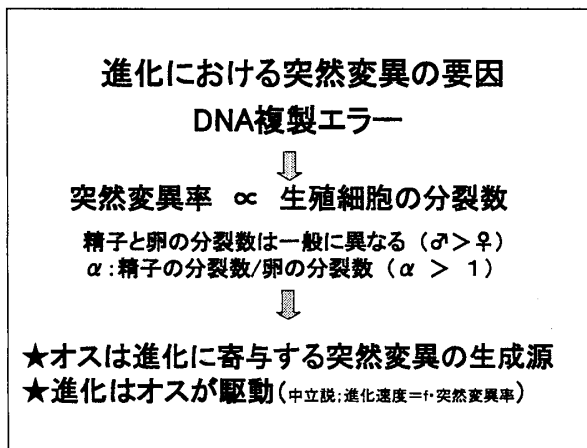 進化における突然変異の要因
DNA複製エラー
突然変異率 ∝ 生殖細胞の分裂数
精子と卵の分裂数は一般に異なる(♂>♀)
α:精子の分裂数/卵の分裂数(α > 1)
★オスは進化に寄与する突然変異の生成源
★進化はオスが駆動(中立説;進化速度=f·突然変異率)